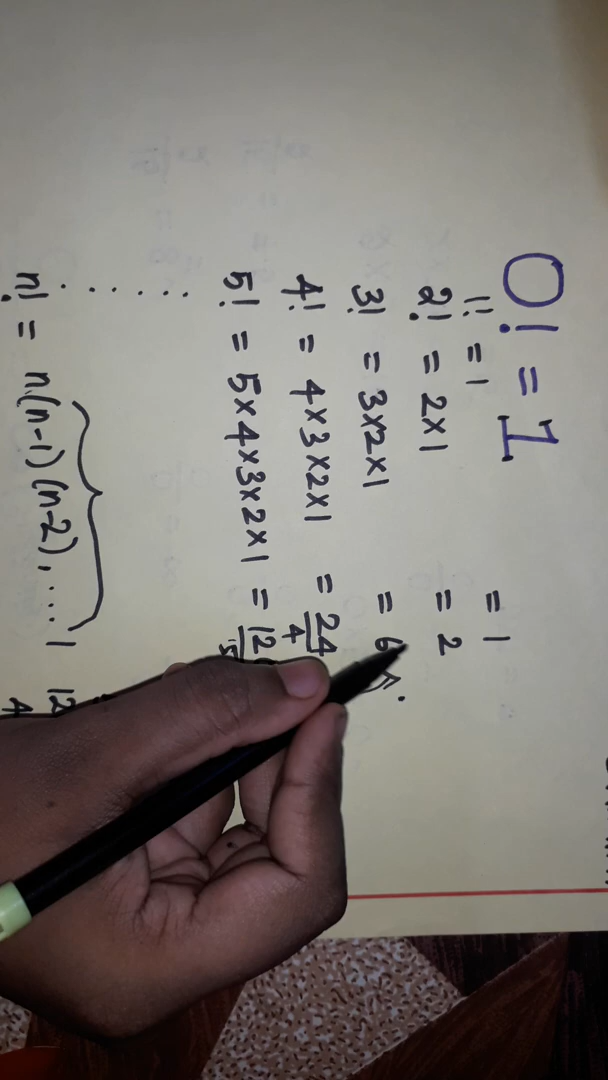 0! = 1
1! = 1 = 1
2! = 2×1 = 2
3! = 3×2×1 = 6
4! = 4×3×2×1 = 24/4
5! = 5×4×3×2×1 = 12
n! = n(n-1)(n-2),....1